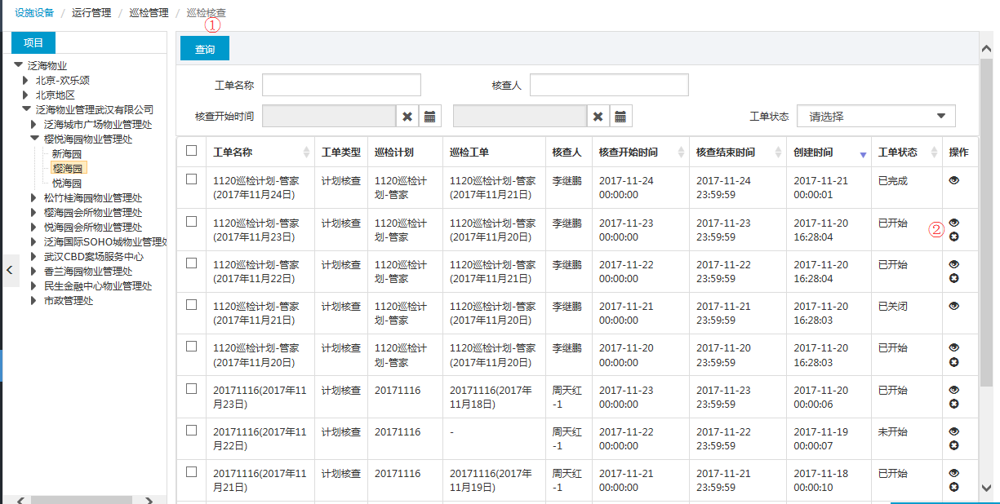 设施设备 / 运行管理 / 巡检管理 / 巡检核查
①
项目
泛海物业
北京-欢乐颂
北京地区
泛海物业管理武汉有限公司
泛海城市广场物业管理处
樱悦海园物业管理处
新海园
樱海园
悦海园
松竹桂海园物业管理处
樱海园会所物业管理处
悦海园会所物业管理处
泛海国际SOHO城物业管理处
武汉CBD案场服务中心
香兰海园物业管理处
民生金融中心物业管理处
市政管理处
查询
工单名称 核查人
核查开始时间 工单状态 请选择
工单名称 工单类型 巡检计划 巡检工单 核查人 核查开始时间 核查结束时间 创建时间 工单状态 操作
1120巡检计划-管家 计划核查 1120巡检计 1120巡检计划-管家 李继鹏 2017-11-24 2017-11-24 2017-11-21 已完成
(2017年11月24日) 划-管家 (2017年11月21日) 00:00:00 23:59:59 00:00:01
1120巡检计划-管家 计划核查 1120巡检计 1120巡检计划-管家 李继鹏 2017-11-23 2017-11-23 2017-11-20 已开始 ②
(2017年11月23日) 划-管家 (2017年11月20日) 00:00:00 23:59:59 16:28:04
1120巡检计划-管家 计划核查 1120巡检计 1120巡检计划-管家 李继鹏 2017-11-22 2017-11-22 2017-11-20 已开始
(2017年11月22日) 划-管家 (2017年11月21日) 00:00:00 23:59:59 16:28:04
1120巡检计划-管家 计划核查 1120巡检计 1120巡检计划-管家 李继鹏 2017-11-21 2017-11-21 2017-11-20 已关闭
(2017年11月21日) 划-管家 (2017年11月20日) 00:00:00 23:59:59 16:28:03
1120巡检计划-管家 计划核查 1120巡检计 1120巡检计划-管家 李继鹏 2017-11-20 2017-11-20 2017-11-20 已开始
(2017年11月20日) 划-管家 (2017年11月20日) 00:00:00 23:59:59 16:28:03
20171116(2017年11 计划核查 20171116 20171116(2017年 周天红 2017-11-23 2017-11-23 2017-11-20 已开始
月23日) 11月18日) -1 00:00:00 23:59:59 00:00:06
20171116(2017年11 计划核查 20171116 - 周天红 2017-11-22 2017-11-22 2017-11-19 未开始
月22日) -1 00:00:00 23:59:59 00:00:07
20171116(2017年11 计划核查 20171116 20171116(2017年 周天红 2017-11-21 2017-11-21 2017-11-18 已开始
月21日) 11月19日) -1 00:00:00 23:59:59 00:00:10